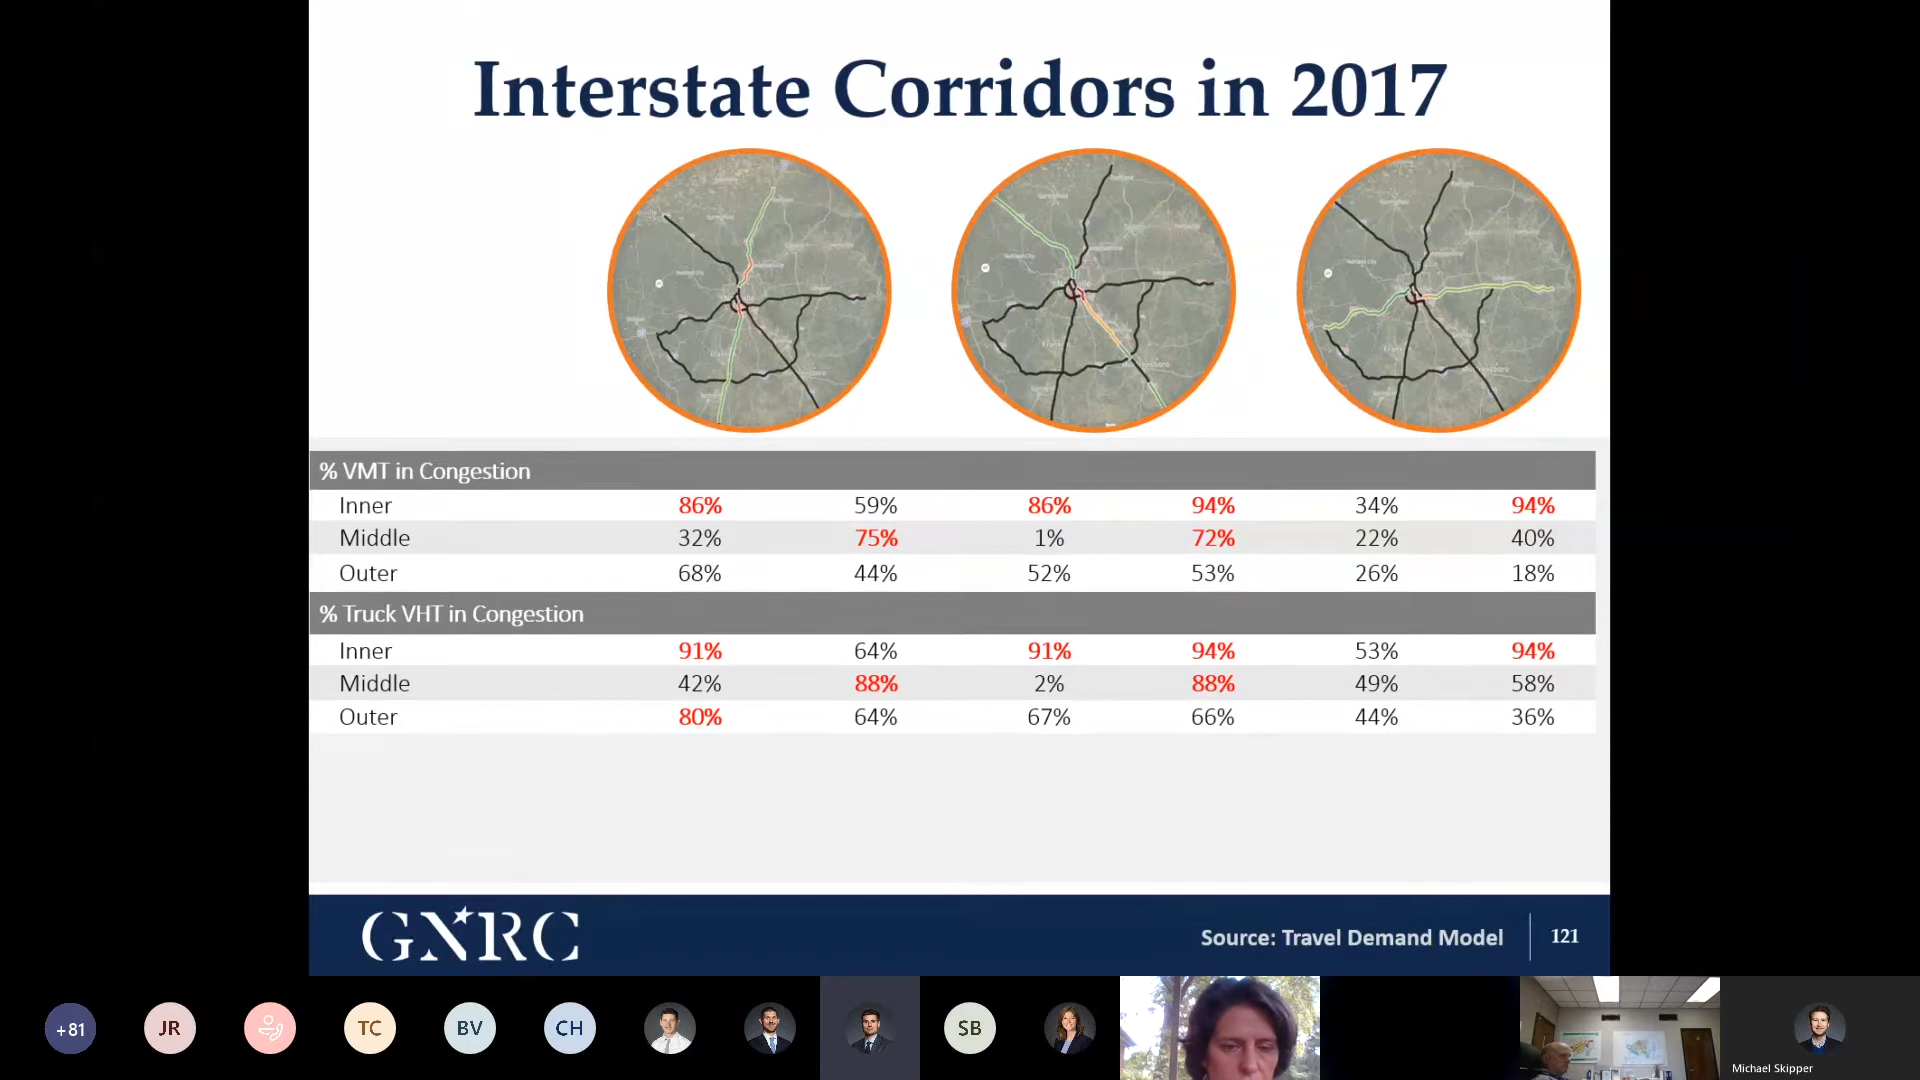 Interstate Corridors in 2017
% VMT in Congestion
Inner 86% 59% 86% 94% 34% 94%
Middle 32% 75% 1% 72% 22% 40%
Outer 68% 44% 52% 53% 26% 18%
% Truck VHT in Congestion
Inner 91% 64% 91% 94% 53% 94%
Middle 42% 88% 2% 88% 49% 58%
Outer 80% 64% 67% 66% 44% 36%
GNRC
Source: Travel Demand Model
121
+81
JR
TC
BV
CH
SB
Michael Skipper